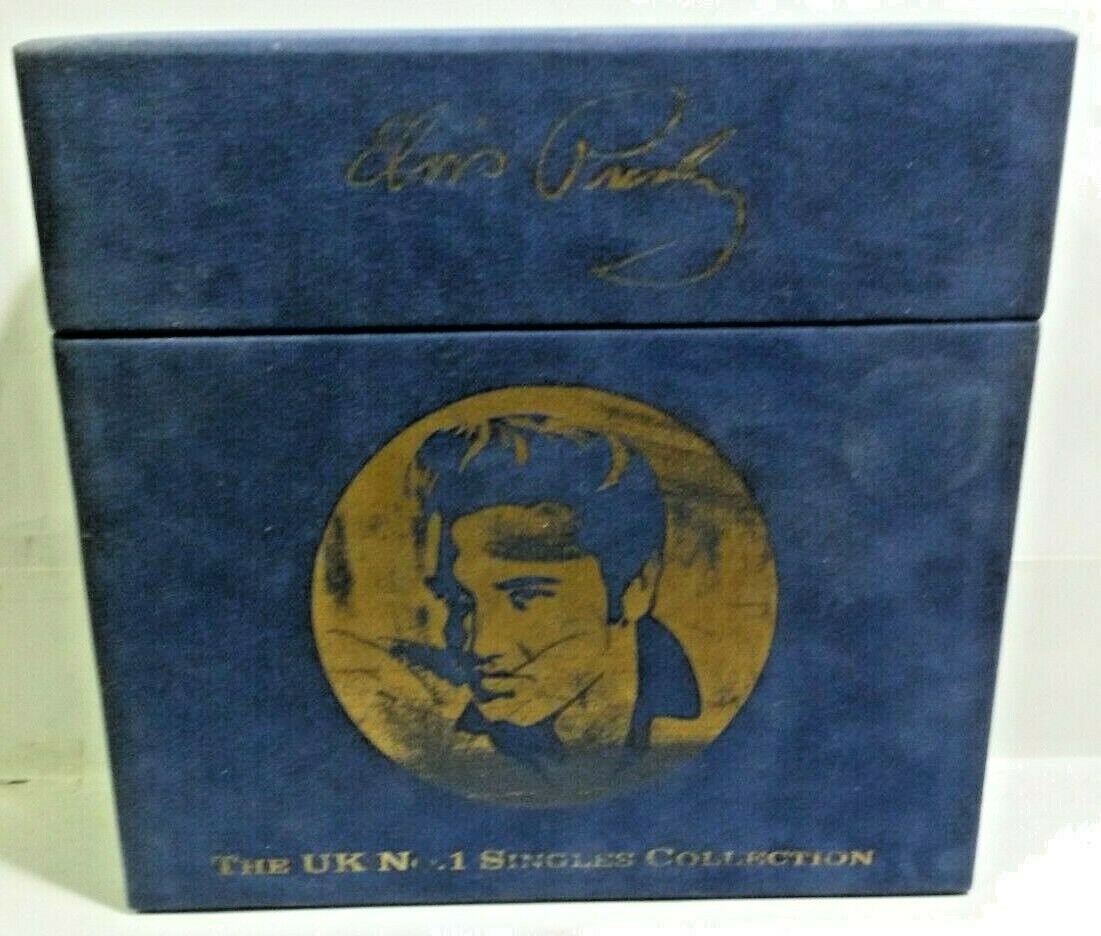 Elvis Presley
THE UK No.1 SINGLES COLLECTION